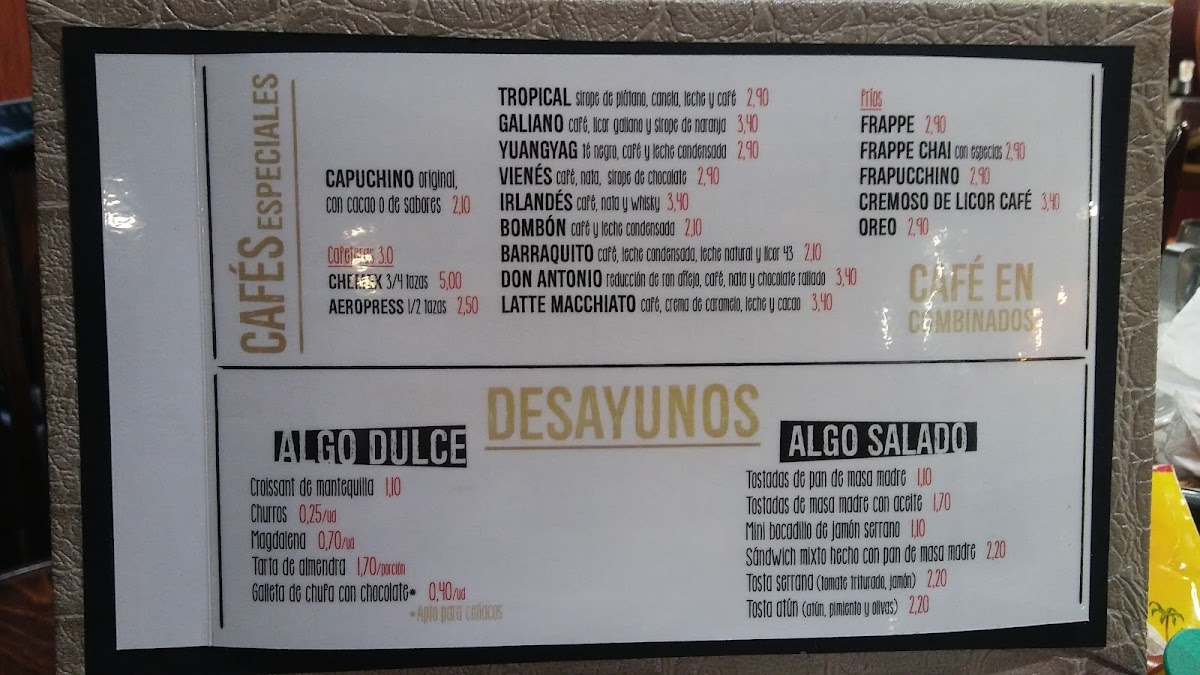 CAFÉS ESPECIALES
CAPUCHINO original,
con cacao o de sabores 2,10
Cafeteras 3.0
CHEMEX 3/4 tazas 5,00
AEROPRESS 1/2 tazas 2,50
TROPICAL sirope de plátano, canela, leche y café 2,90
GALIANO café, licor galiano y sirope de naranja 3,40
YUANGYAG té negro, café y leche condensada 2,90
VIENÉS café, nata, sirope de chocolate 2,90
IRLANDÉS café, nata y whisky 3,40
BOMBÓN café y leche condensada 2,10
BARRAQUITO café, leche condensada, leche natural y licor 43 2,10
DON ANTONIO reducción de ron añejo, café, nata y chocolate rallado 3,40
LATTE MACCHIATO café, crema de caramelo, leche y cacao 3,40
fríos
FRAPPE 2,90
FRAPPE CHAI con especias 2,90
FRAPUCCHINO 2,90
CREMOSO DE LICOR CAFÉ 3,40
OREO 2,90
CAFÉ EN
COMBINADOS
DESAYUNOS
ALGO DULCE
Croissant de mantequilla 1,10
Churros 0,25/ud
Magdalena 0,70/ud
Tarta de almendra 1,70/porción
Galleta de chufa con chocolate* 0,40/ud
*Apto para celíacos
ALGO SALADO
Tostadas de pan de masa madre 1,10
Tostadas de masa madre con aceite 1,70
Mini bocadillo de jamón serrano 1,10
Sándwich mixto hecho con pan de masa madre 2,20
Tosta serrana (tomate triturado, jamón) 2,20
Tosta atún (atún, pimiento y olivas) 2,20